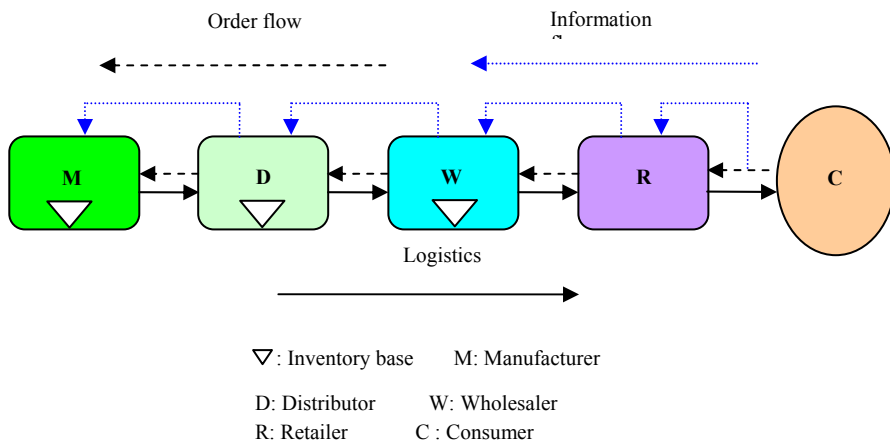 Order flow
Information
M
D
W
R
C
Logistics
: Inventory base M: Manufacturer
D: Distributor W: Wholesaler
R: Retailer C : Consumer